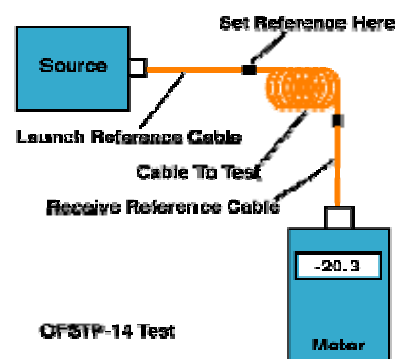 Set Reference Here
Source
Launch Reference Cable
Cable To Test
Receive Reference Cable
-20.3
OFSTP-14 Test
Meter